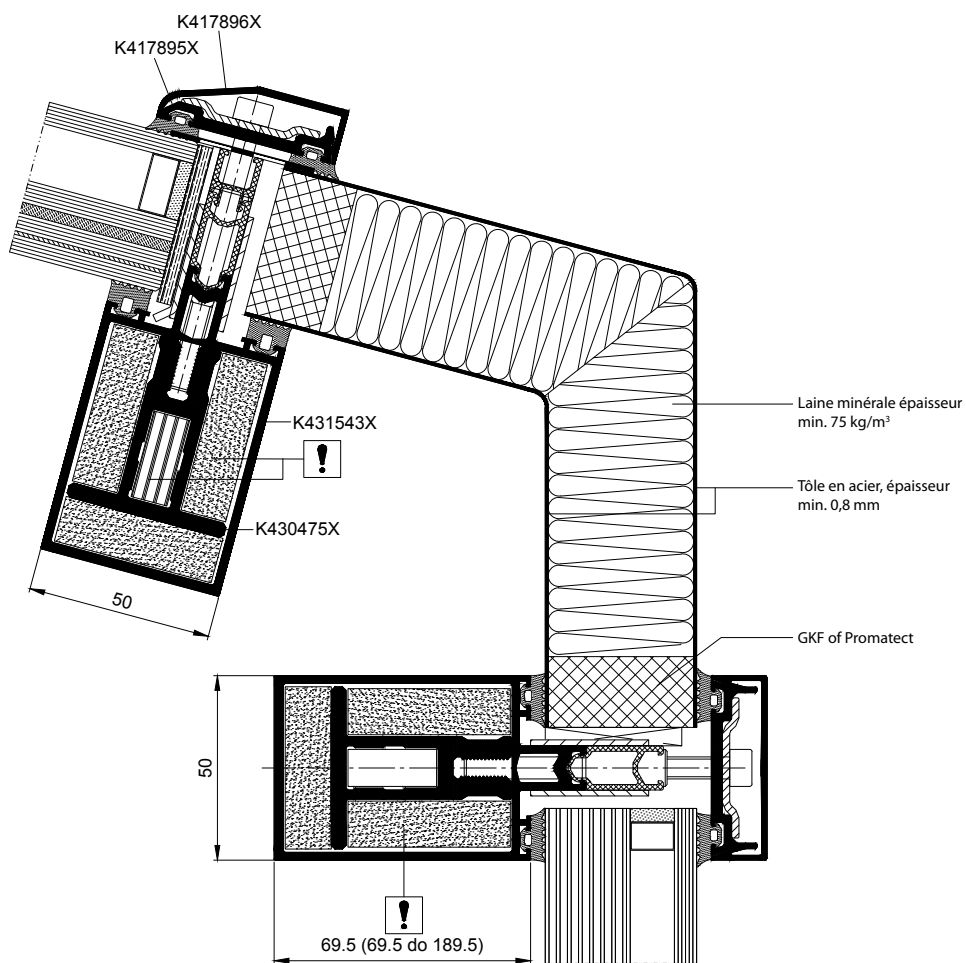 K417896X
K417895X
K431543X
!
K430475X
50
Laine minérale épaisseur
min. 75 kg/m³
Tôle en acier, épaisseur
min. 0,8 mm
GKF of Promatect
50
!
69.5 (69.5 do 189.5)